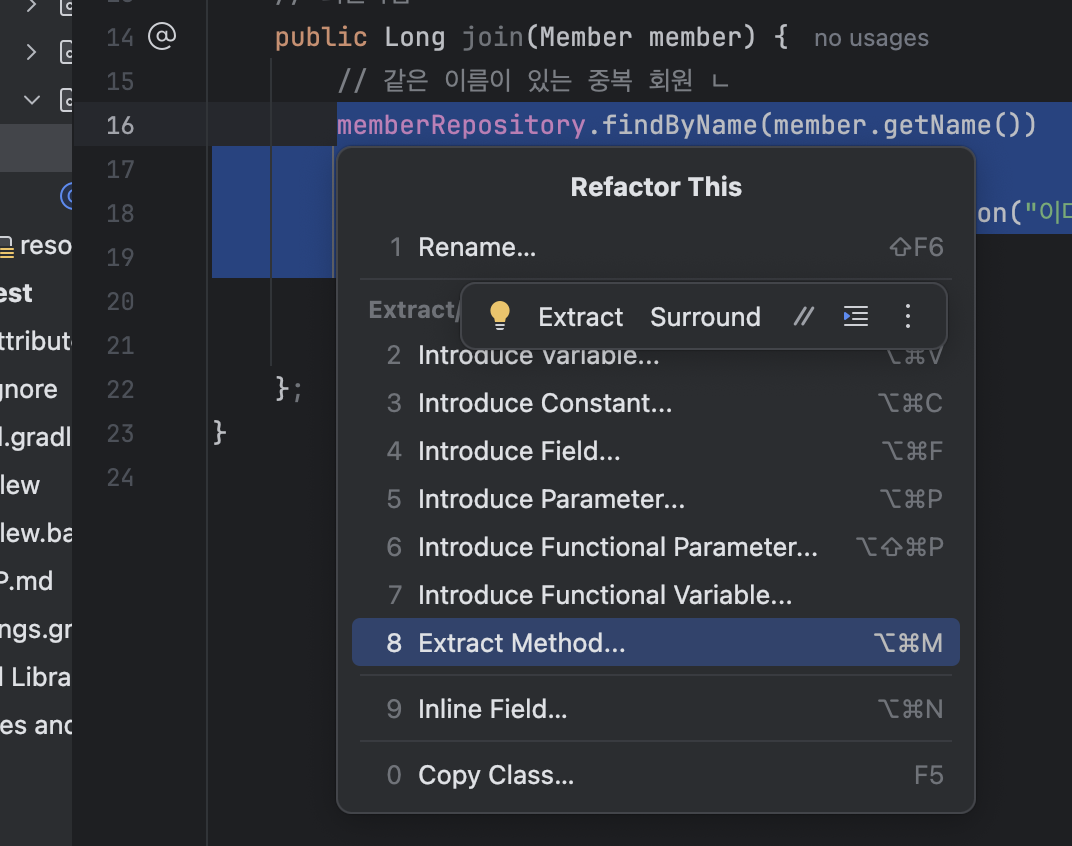 14 @ public Long join(Member member) { no usages
15 // 같은 이름이 있는 중복 회원 ㄴ
16 memberRepository.findByName(member.getName())
17
18 on("이
19
20
21
22 };
23 }
24
reso
est
ttribut
gnore
l.gradl
lew
lew.ba
P.md
ngs.gr
l Libra
es and
Refactor This
1 Rename... ⇧F6
Extract/
Extract Surround //
2 Introduce Variable... ⌥⌘V
3 Introduce Constant... ⌥⌘C
4 Introduce Field... ⌥⌘F
5 Introduce Parameter... ⌥⌘P
6 Introduce Functional Parameter... ⌥⇧⌘P
7 Introduce Functional Variable...
8 Extract Method... ⌥⌘M
9 Inline Field... ⌥⌘N
0 Copy Class... F5